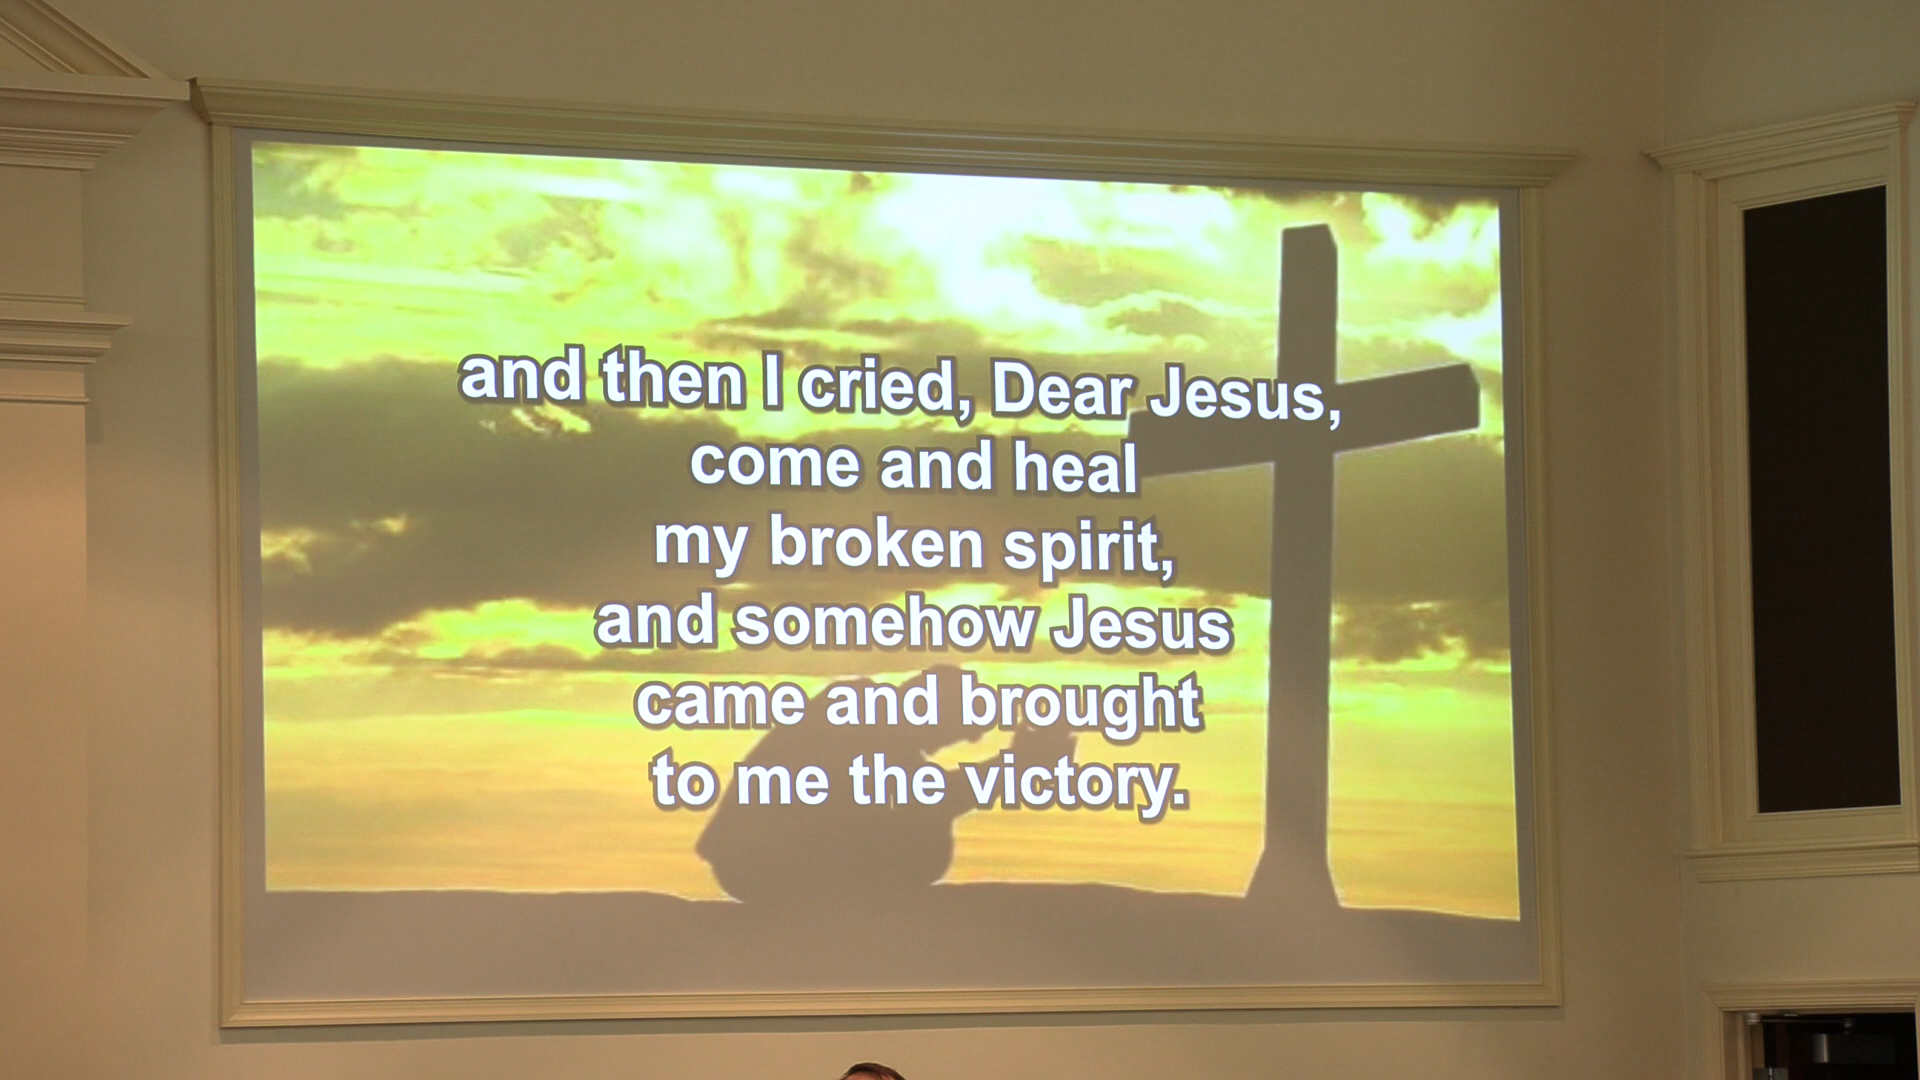 and then I cried, Dear Jesus,
come and heal
my broken spirit,
and somehow Jesus
came and brought
to me the victory.